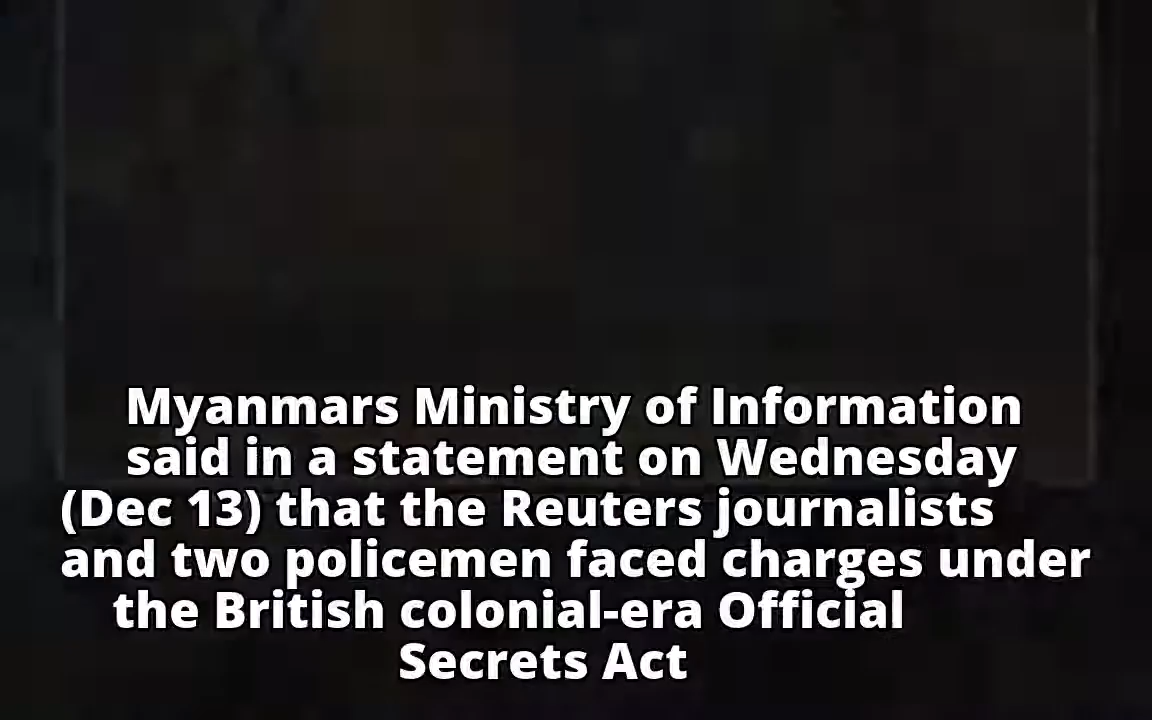 Myanmars Ministry of Information
said in a statement on Wednesday
(Dec 13) that the Reuters journalists
and two policemen faced charges under
the British colonial-era Official
Secrets Act